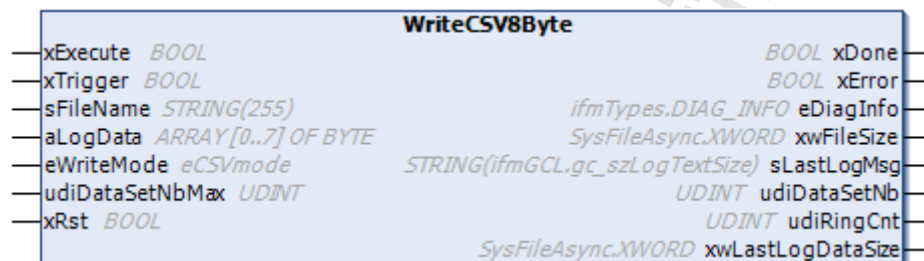 WriteCSV8Byte
xExecute BOOL BOOL xDone
xTrigger BOOL BOOL xError
sFileName STRING(255) ifmTypes.DIAG_INFO eDiagInfo
aLogData ARRAY [0..7] OF BYTE SysFileAsync.XWORD xwFileSize
eWriteMode eCSVmode STRING(ifmGCL.gc_szLogTextSize) sLastLogMsg
udiDataSetNbMax UDINT UDINT udiDataSetNb
xRst BOOL UDINT udiRingCnt
SysFileAsync.XWORD xwLastLogDataSize